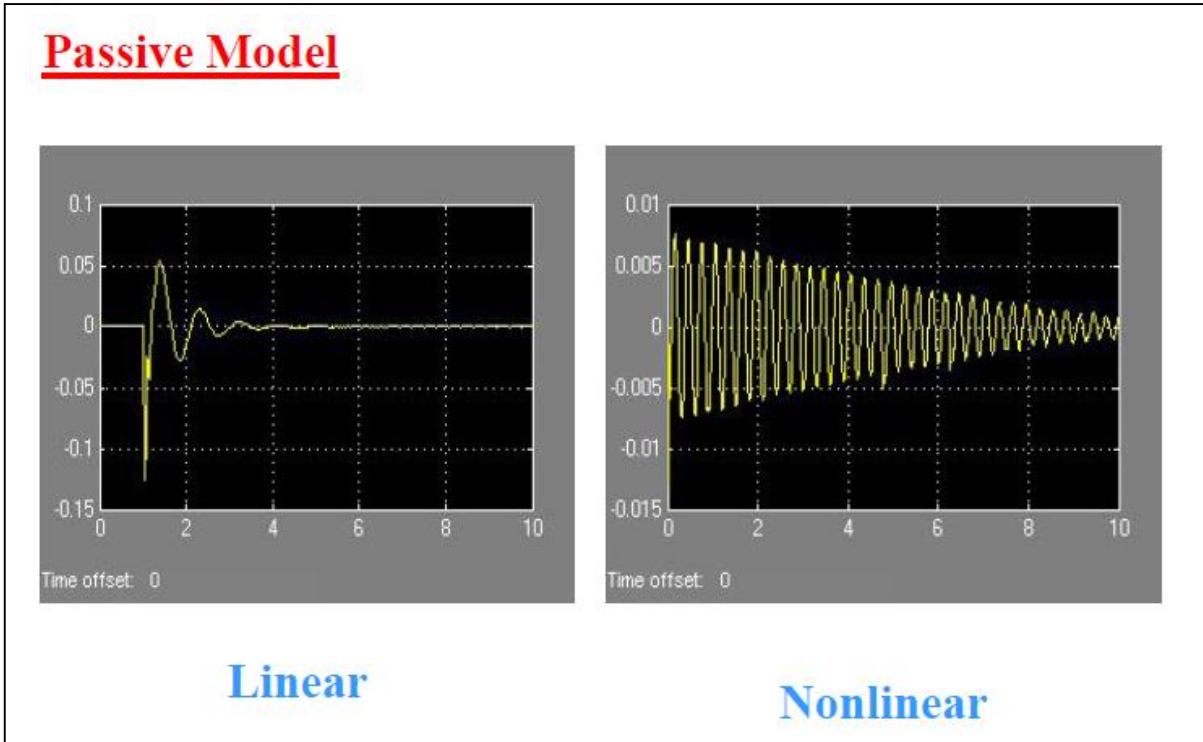 Passive Model
0.1
0.05
0
-0.05
-0.1
-0.15
0 2 4 6 8 10
Time offset: 0
0.01
0.005
0
-0.005
-0.01
-0.015
0 2 4 6 8 10
Time offset: 0
Linear
Nonlinear